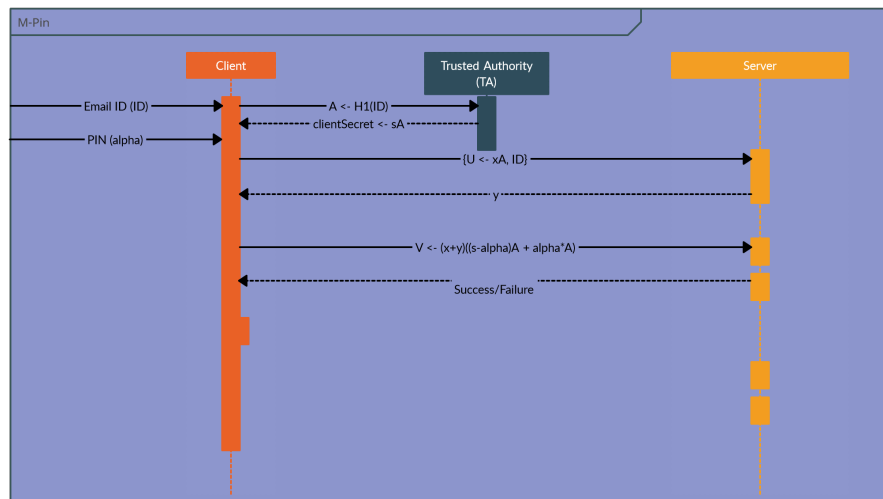 M-Pin
Client
Trusted Authority
(TA)
Server
Email ID (ID)
A <- H1(ID)
clientSecret <- sA
PIN (alpha)
{U <- xA, ID}
y
V <- (x+y)((s-alpha)A + alpha*A)
Success/Failure